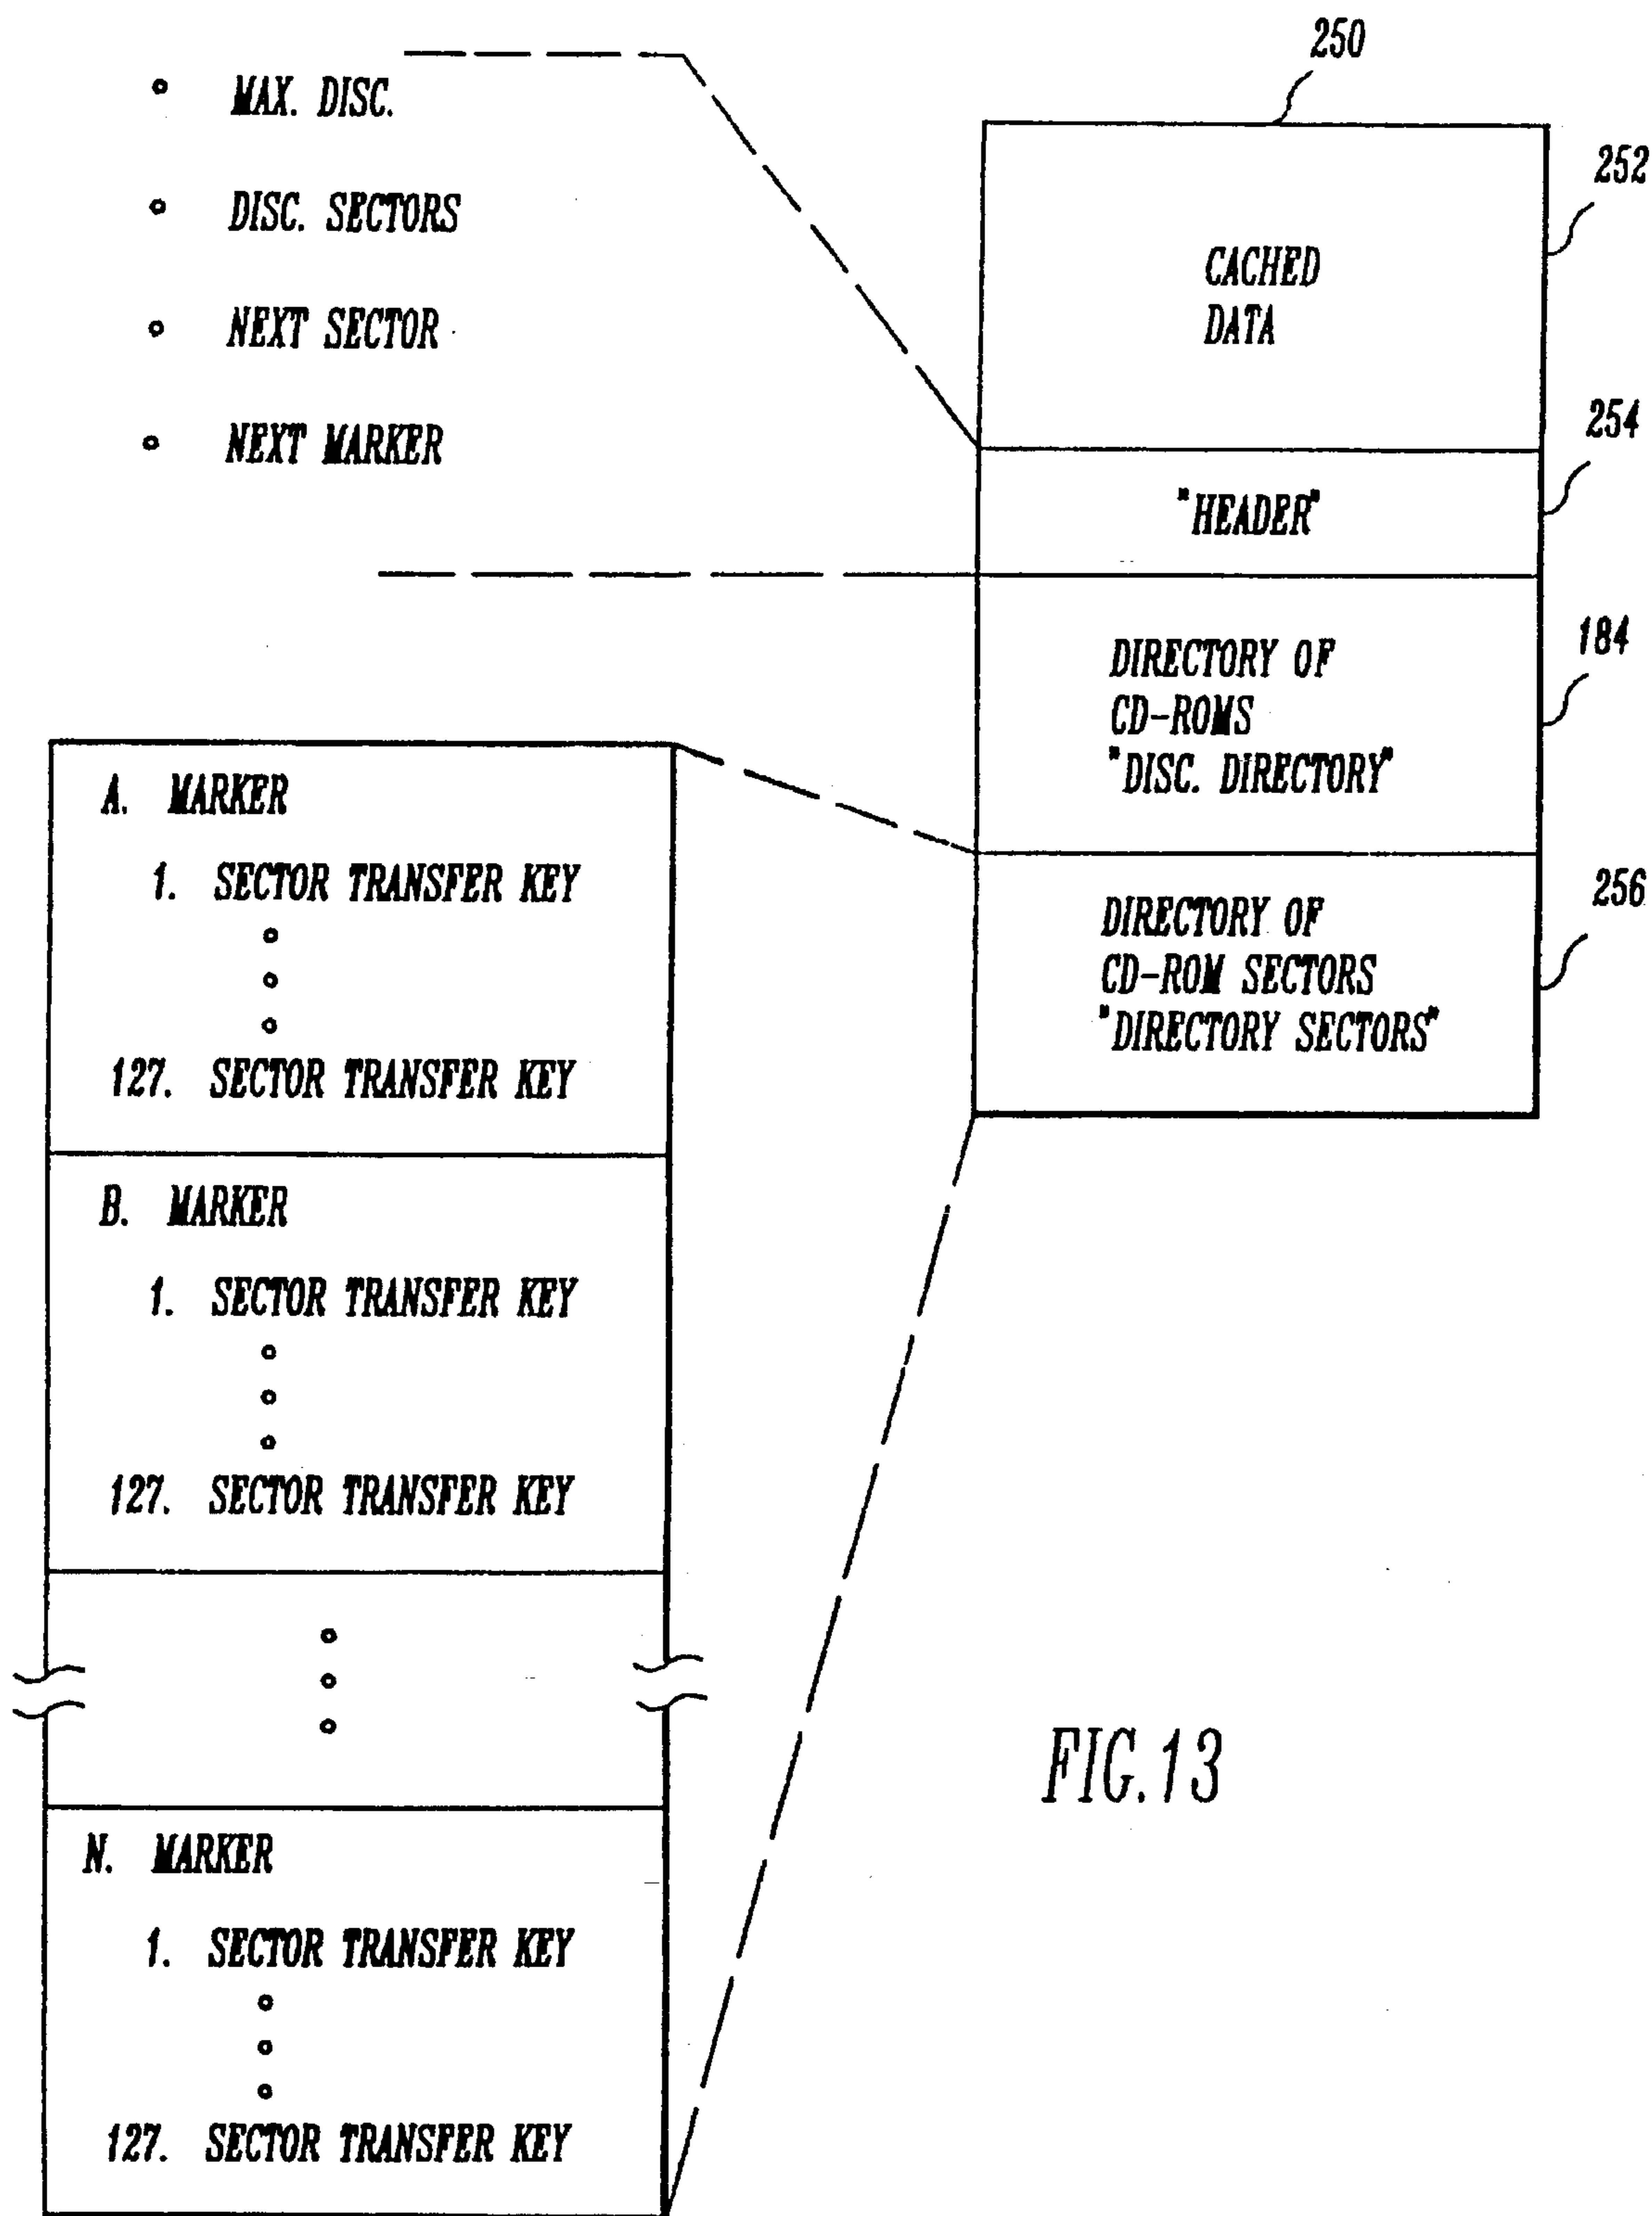 250
° MAX. DISC.
° DISC. SECTORS
° NEXT SECTOR
° NEXT MARKER
252
CACHED
DATA
254
"HEADER"
184
DIRECTORY OF
CD-ROMS
"DISC. DIRECTORY"
256
DIRECTORY OF
CD-ROM SECTORS
"DIRECTORY SECTORS"
A. MARKER
1. SECTOR TRANSFER KEY
127. SECTOR TRANSFER KEY
B. MARKER
1. SECTOR TRANSFER KEY
127. SECTOR TRANSFER KEY
N. MARKER
1. SECTOR TRANSFER KEY
127. SECTOR TRANSFER KEY
FIG.13